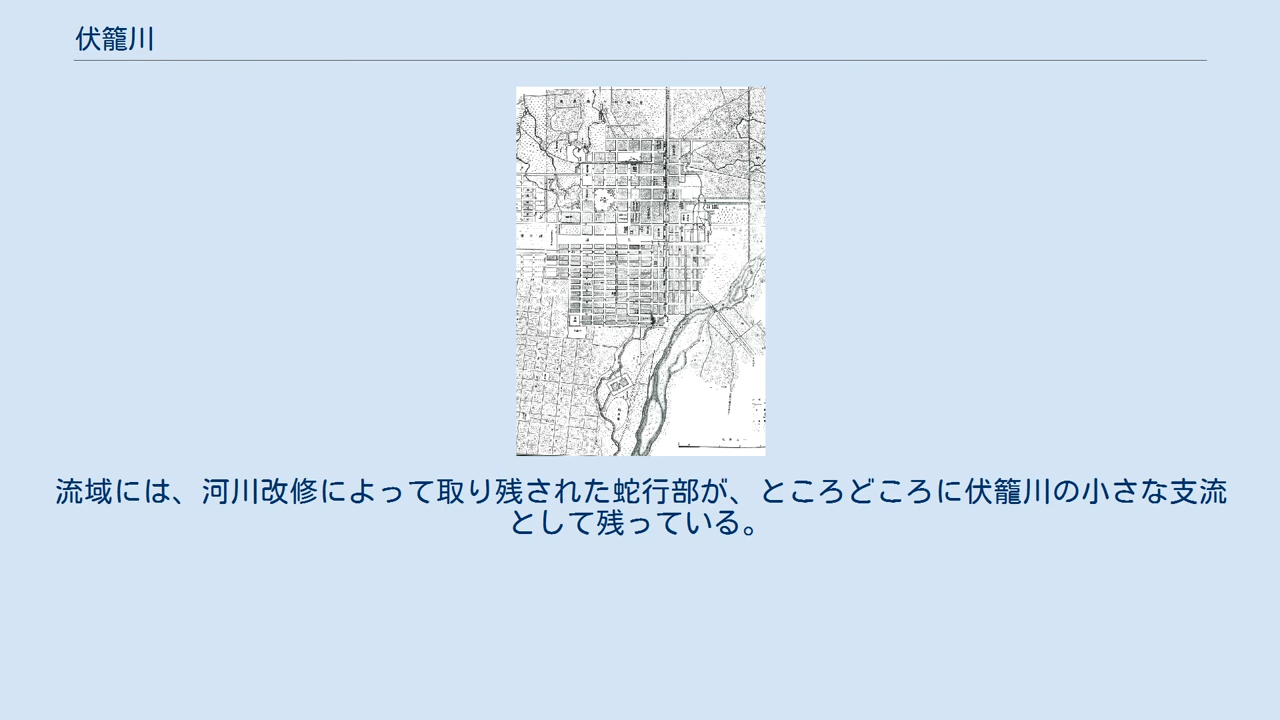 伏籠川
流域には、河川改修によって取り残された蛇行部が、ところどころに伏籠川の小さな支流
として残っている。